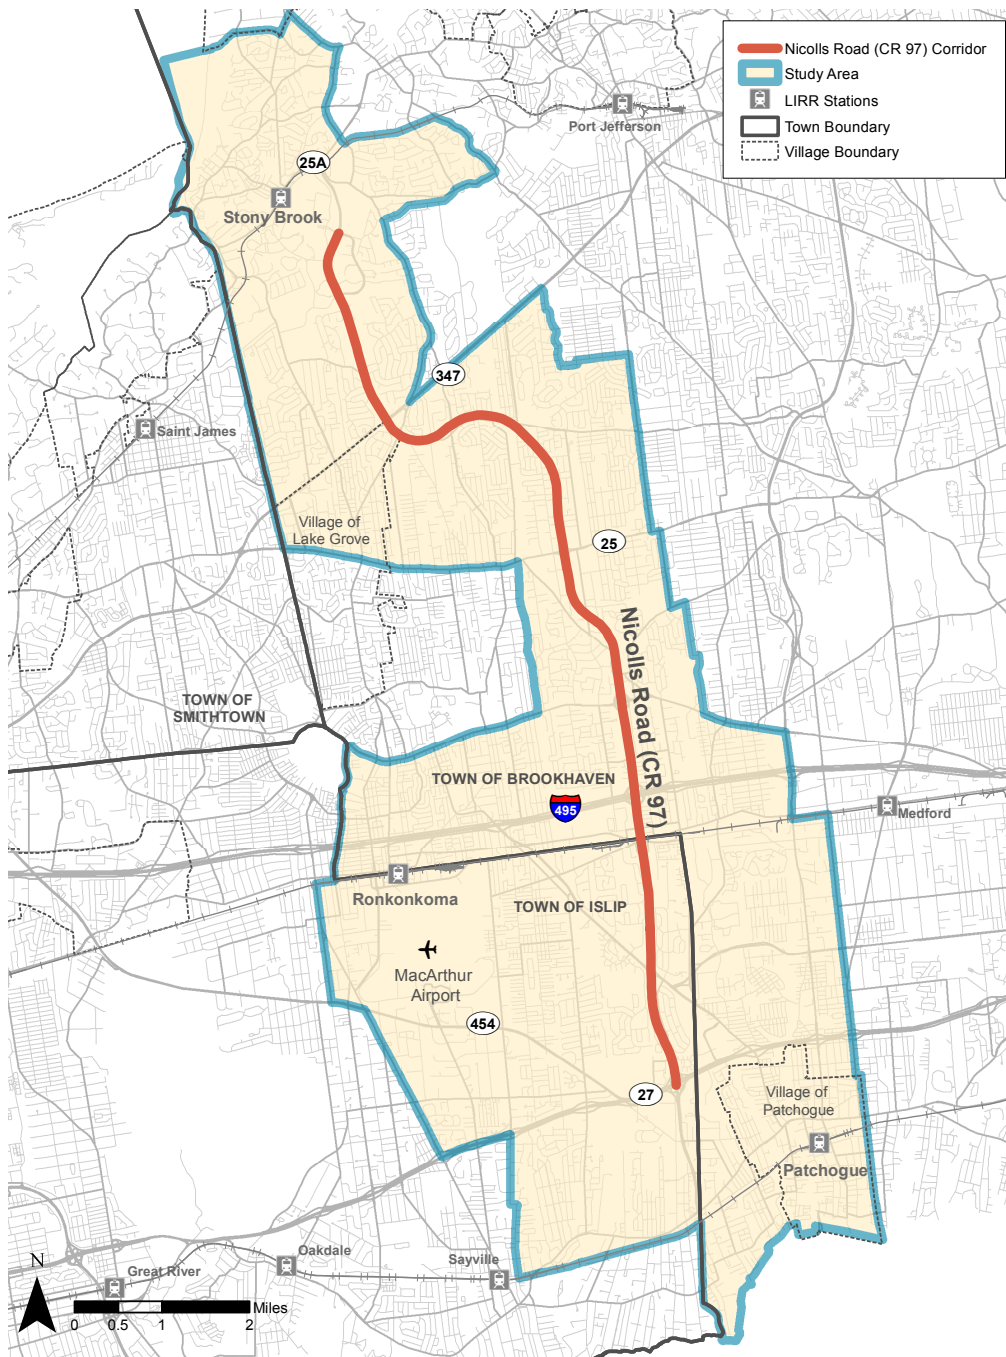 Nicolls Road (CR 97) Corridor
Study Area
LIRR Stations
Town Boundary
Village Boundary
Port Jefferson
25A
Stony Brook
347
Saint James
Village of
Lake Grove
25
Nicolls Road (CR 97)
TOWN OF
SMITHTOWN
TOWN OF BROOKHAVEN
495
Medford
Ronkonkoma
TOWN OF ISLIP
MacArthur
Airport
454
27
Village of
Patchogue
Patchogue
Oakdale
Sayville
Great River
N
Miles
0 0.5 1 2